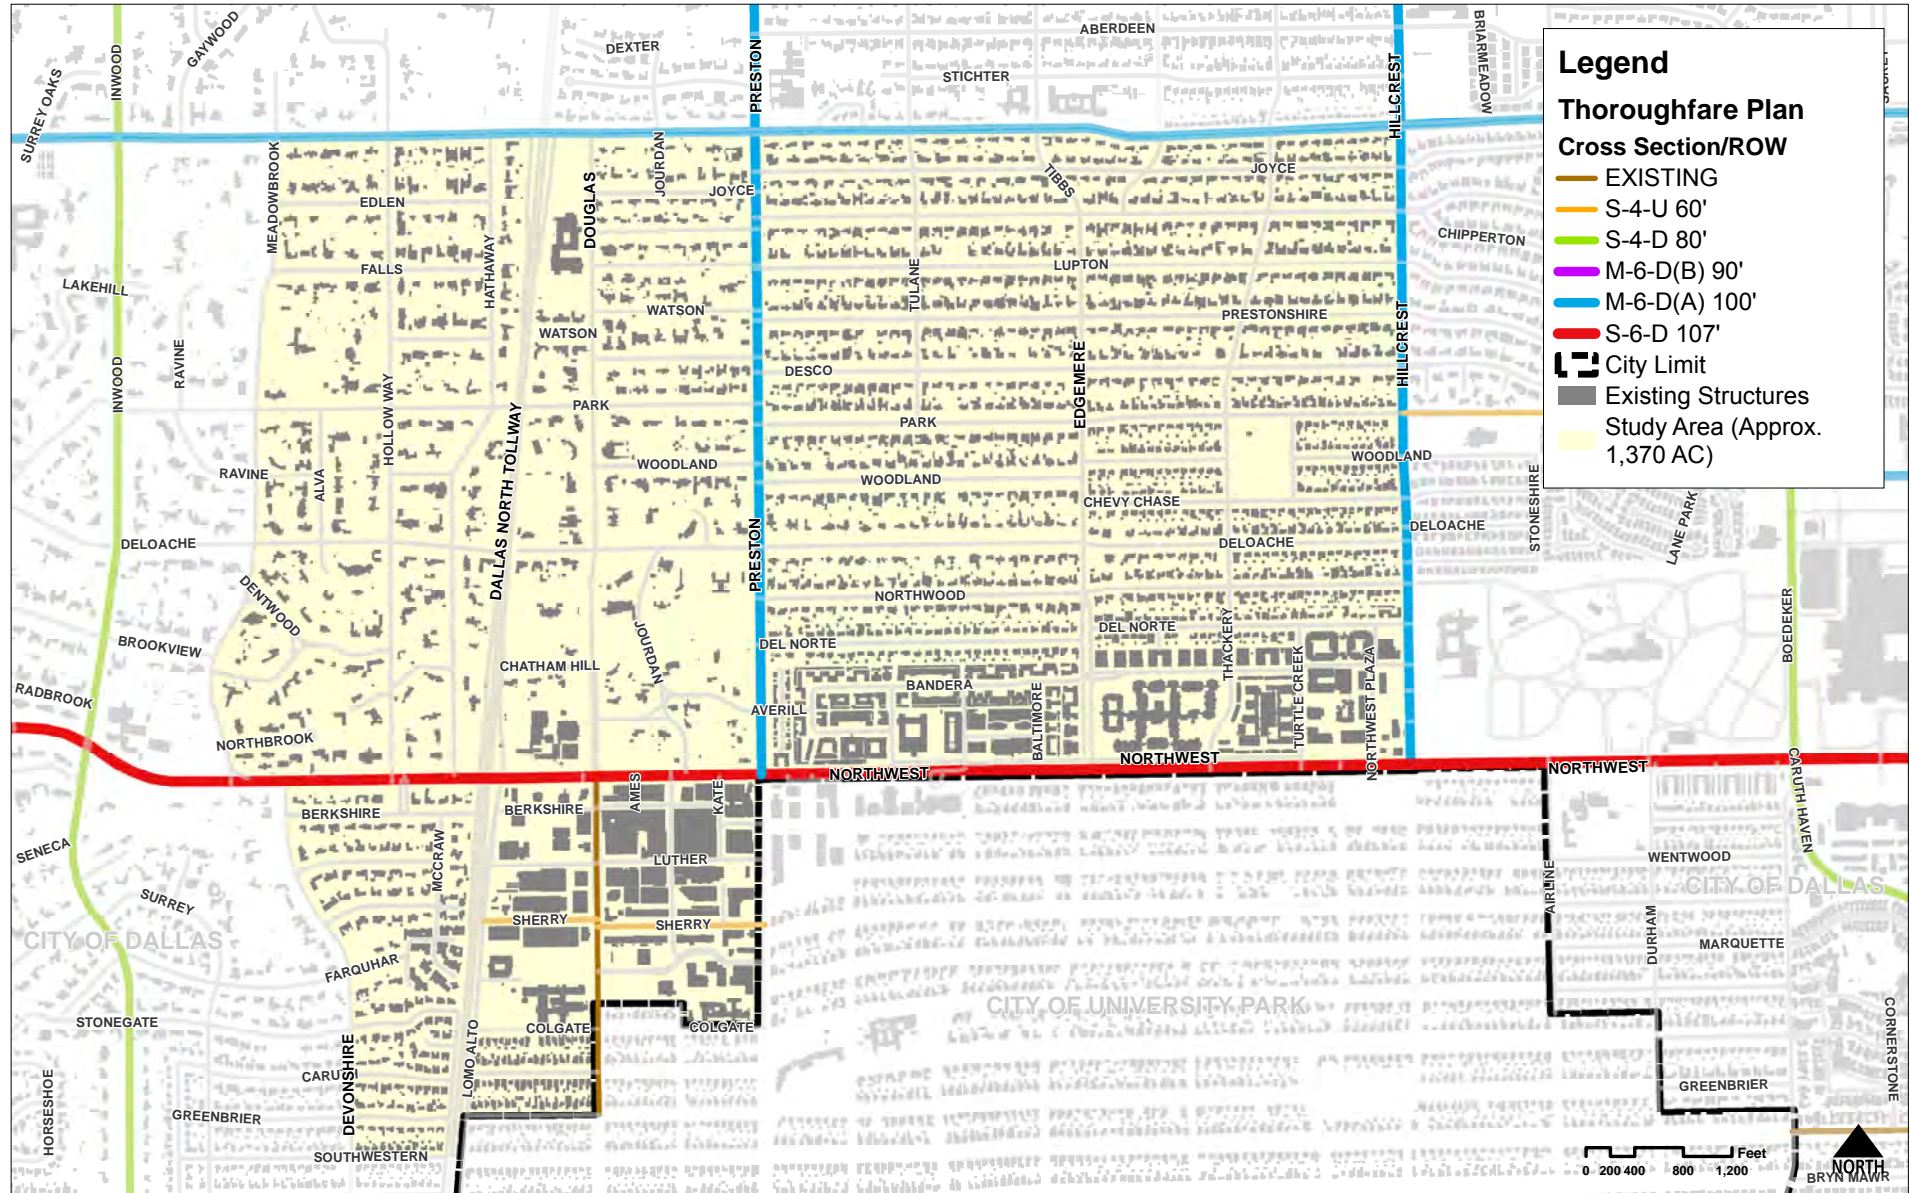 Legend
Thoroughfare Plan
Cross Section/ROW
EXISTING
S-4-U 60'
S-4-D 80'
M-6-D(B) 90'
M-6-D(A) 100'
S-6-D 107'
City Limit
Existing Structures
Study Area (Approx.
1,370 AC)
GAYWOOD
DEXTER
ABERDEEN
BRIARMEADOW
INWOOD
PRESTON
STICHTER
HILLCREST
SURREY OAKS
MEADOWBROOK
JOURDAN
JOYCE
TIBBS
JOYCE
EDLEN
DOUGLAS
HATHAWAY
CHIPPERTON
FALLS
LUPTON
LAKEHILL
TULANE
WATSON
WATSON
PRESTONSHIRE
HILLCREST
RAVINE
INWOOD
DESCO
EDGEMERE
HOLLOW WAY
PARK
PARK
DALLAS NORTH TOLLWAY
WOODLAND
WOODLAND
WOODLAND
RAVINE
ALVA
CHEVY CHASE
STONESHIRE
LANE PARK
DELOACHE
DELOACHE
DELOACHE
PRESTON
DENTWOOD
NORTHWOOD
BOEDEKER
BROOKVIEW
JOURDAN
DEL NORTE
DEL NORTE
THACKERY
CHATHAM HILL
RADBROOK
BANDERA
BALTIMORE
TURTLE CREEK
NORTHWEST PLAZA
AVERILL
NORTHBROOK
NORTHWEST
NORTHWEST
NORTHWEST
CARUTH HAVEN
BERKSHIRE
BERKSHIRE
AMES
KATE
SENECA
MCCRAW
LUTHER
WENTWOOD
AIRLINE
CITY OF DALLAS
SURREY
SHERRY
SHERRY
DURHAM
MARQUETTE
CITY OF DALLAS
FARQUHAR
CITY OF UNIVERSITY PARK
STONEGATE
COLGATE
COLGATE
CORNERSTONE
LOMO ALTO
DEVONSHIRE
HORSESHOE
GREENBRIER
GREENBRIER
SOUTHWESTERN
Feet
0 200 400 800 1,200
NORTH
BRYN MAWR